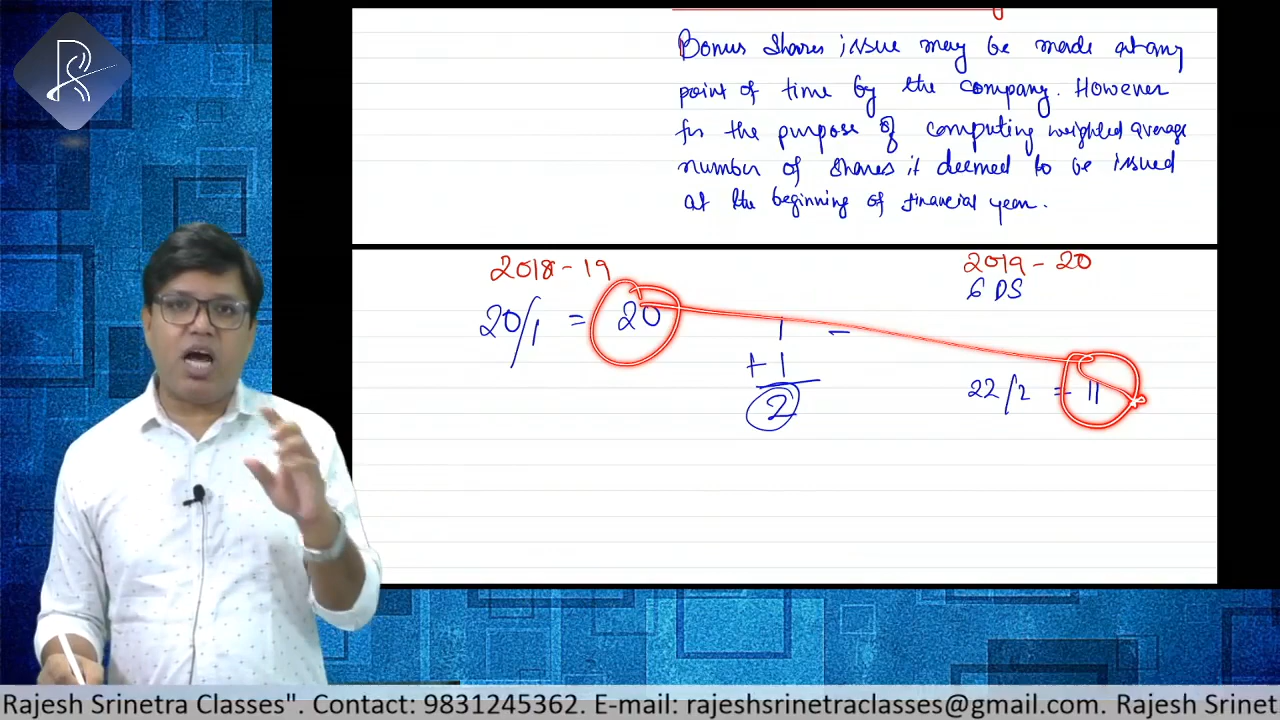 Bonus Shares issue may be made at any
point of time by the company. However
for the purpose of computing weighted average
number of shares it deemed to be issued
at the beginning of financial year.
2018-19
2019-20
20/1 = 20
1 -
+ 1
2
22/2 = 11
Rajesh Srinetra Classes". Contact: 9831245362. E-mail: rajeshsrinetraclasses@gmail.com. Rajesh Srinet